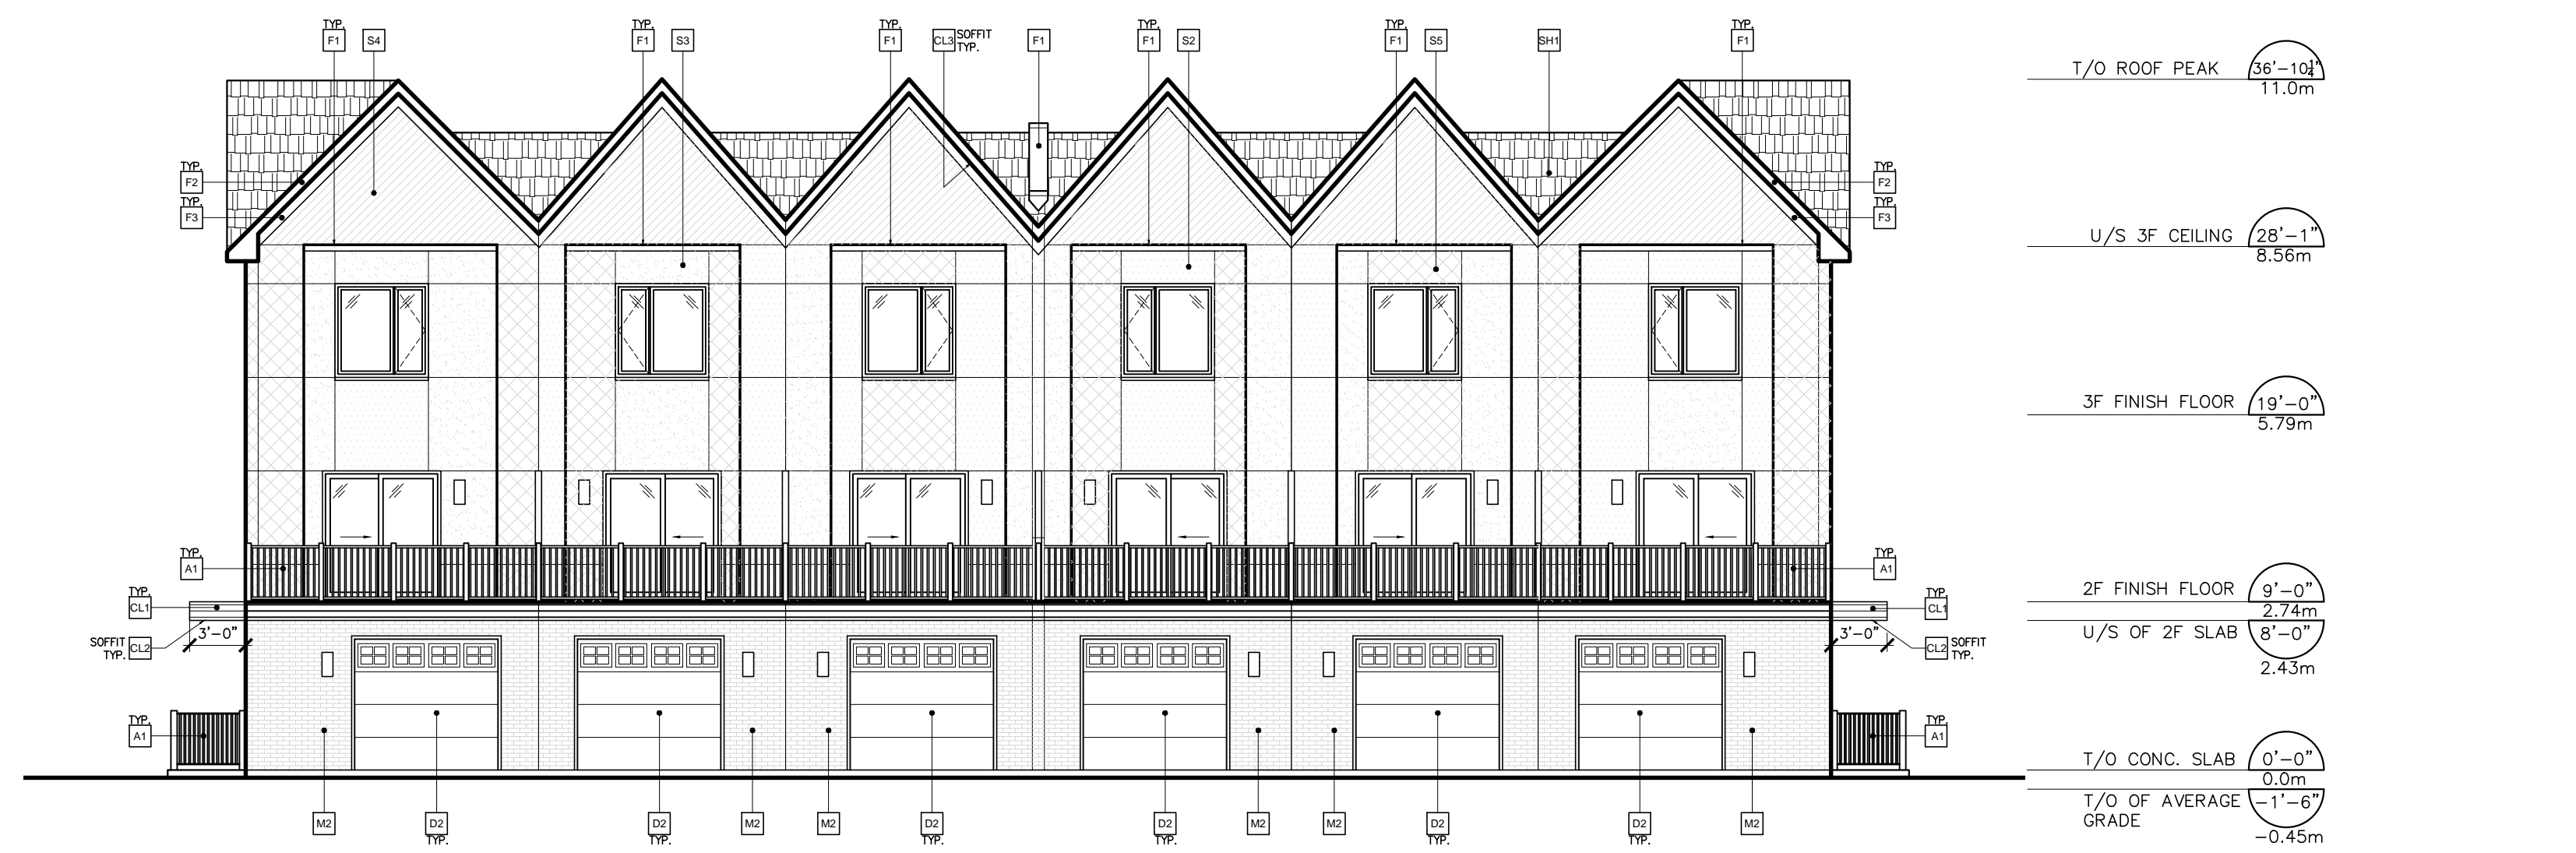 TYP. TYP. TYP. TYP. TYP. TYP.
F1 S4 F1 S3 F1 CL3 SOFFIT TYP. F1 F1 S2 F1 S5 SH1 F1
T/O ROOF PEAK 36'-10¼"
11.0m
TYP.
F2
TYP.
F3
TYP.
F2
TYP.
F3
U/S 3F CEILING 28'-1"
8.56m
3F FINISH FLOOR 19'-0"
5.79m
TYP.
A1
TYP.
CL1
3'-0"
SOFFIT
TYP.
CL2
TYP.
A1
TYP.
A1
TYP.
CL1
3'-0"
CL2
SOFFIT
TYP.
TYP.
A1
2F FINISH FLOOR 9'-0"
2.74m
U/S OF 2F SLAB 8'-0"
2.43m
T/O CONC. SLAB 0'-0"
0.0m
T/O OF AVERAGE
GRADE
-1'-6"
-0.45m
M2 D2 D2 M2 M2 D2 D2 M2 M2 D2 D2 M2
TYP. TYP. TYP. TYP. TYP. TYP.